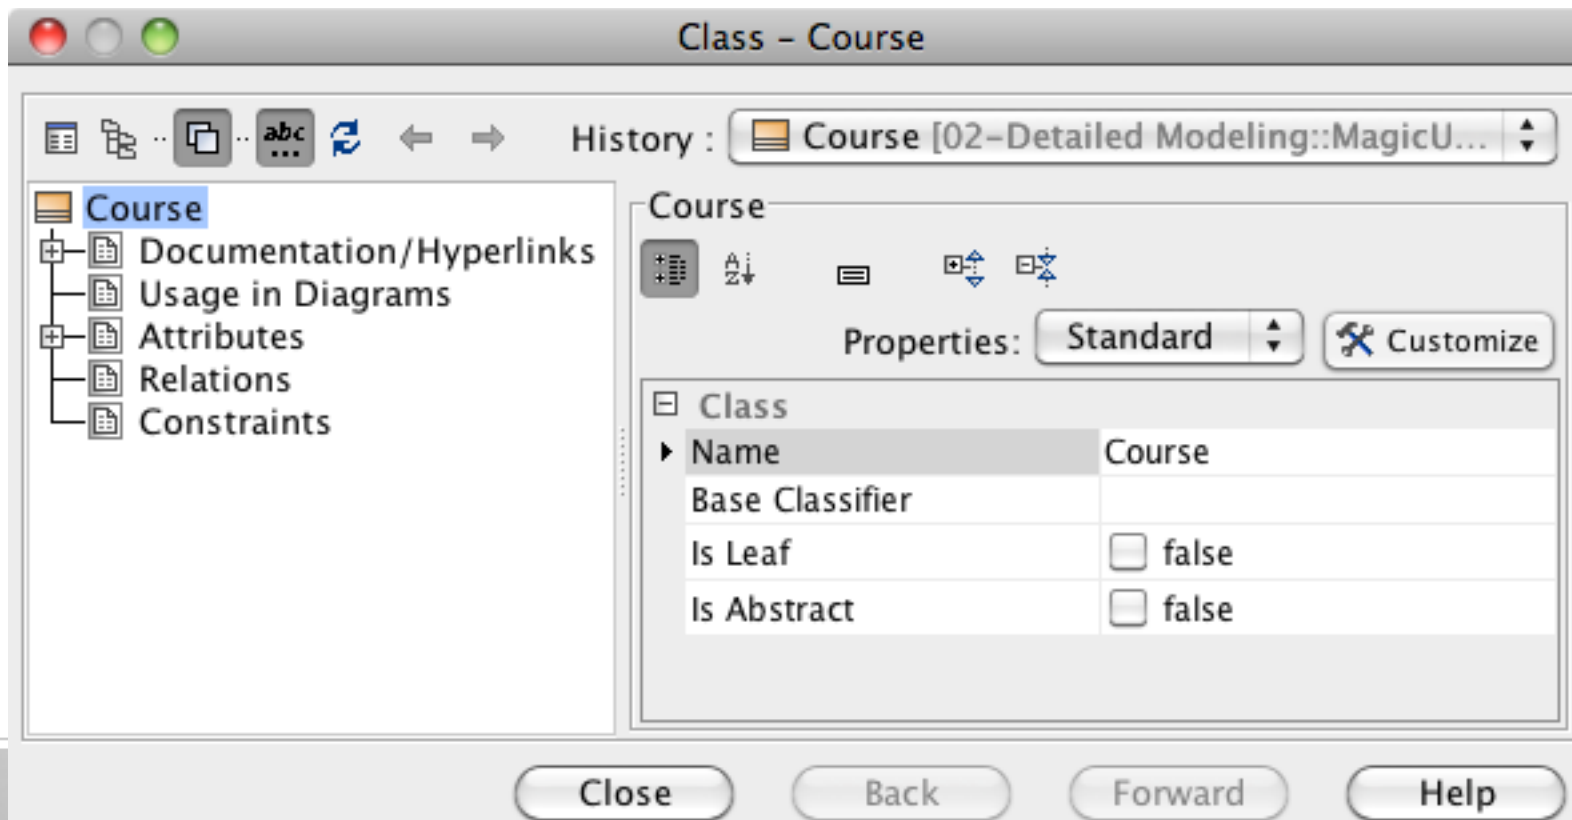 Class – Course
abc
History : Course [02-Detailed Modeling::MagicU...
Course
Documentation/Hyperlinks
Usage in Diagrams
Attributes
Relations
Constraints
Course
AZ
Properties: Standard Customize
Class
Name Course
Base Classifier
Is Leaf false
Is Abstract false
Close Back Forward Help